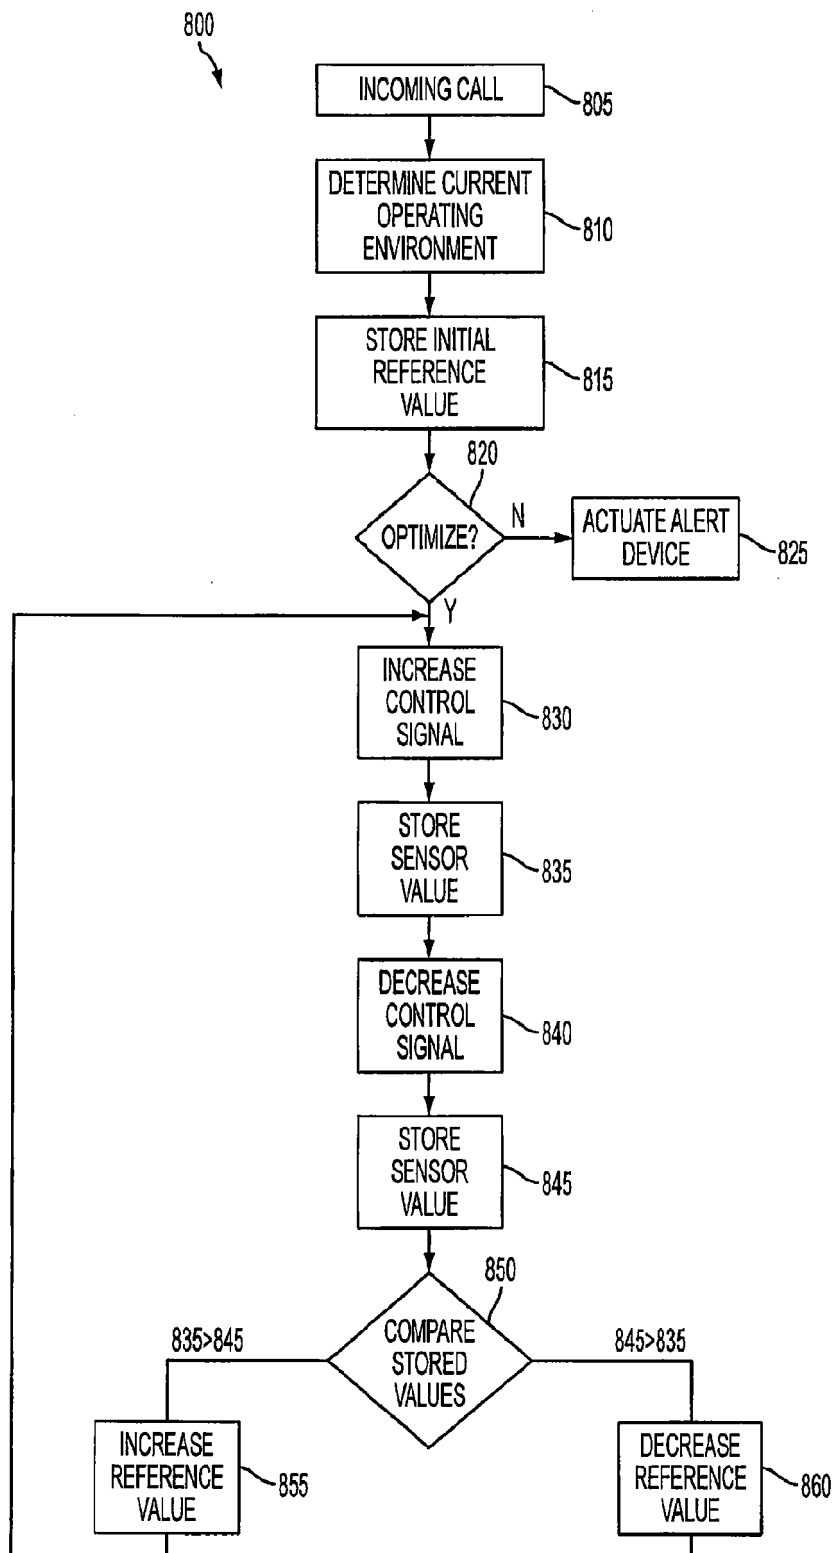 800
INCOMING CALL
805
DETERMINE CURRENT
OPERATING
ENVIRONMENT
810
STORE INITIAL
REFERENCE
VALUE
815
820
OPTIMIZE?
N
ACTUATE ALERT
DEVICE
825
Y
INCREASE
CONTROL
SIGNAL
830
STORE
SENSOR
VALUE
835
DECREASE
CONTROL
SIGNAL
840
STORE
SENSOR
VALUE
845
850
COMPARE
STORED
VALUES
835>845
845>835
INCREASE
REFERENCE
VALUE
855
DECREASE
REFERENCE
VALUE
860